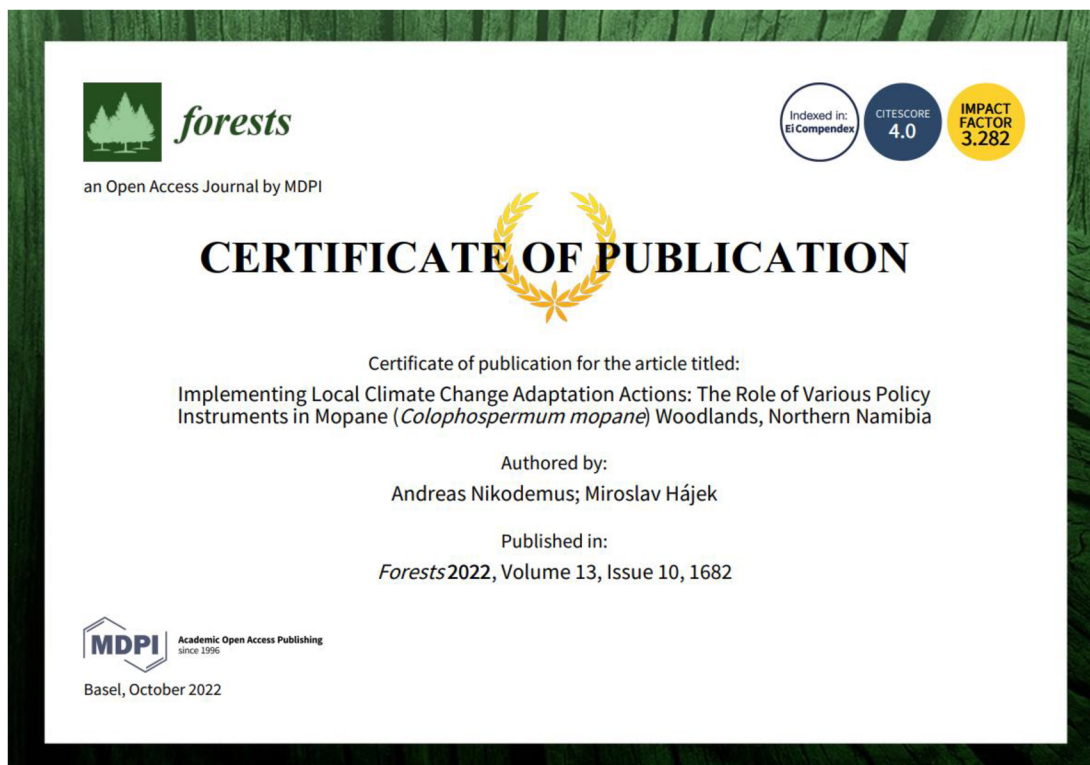 forests
Indexed in:
Ei Compendex
CITESCORE
4.0
IMPACT
FACTOR
3.282
an Open Access Journal by MDPI
CERTIFICATE OF PUBLICATION
Certificate of publication for the article titled:
Implementing Local Climate Change Adaptation Actions: The Role of Various Policy
Instruments in Mopane (Colophospermum mopane) Woodlands, Northern Namibia
Authored by:
Andreas Nikodemus; Miroslav Hájek
Published in:
Forests 2022, Volume 13, Issue 10, 1682
MDPI
Academic Open Access Publishing
since 1996
Basel, October 2022